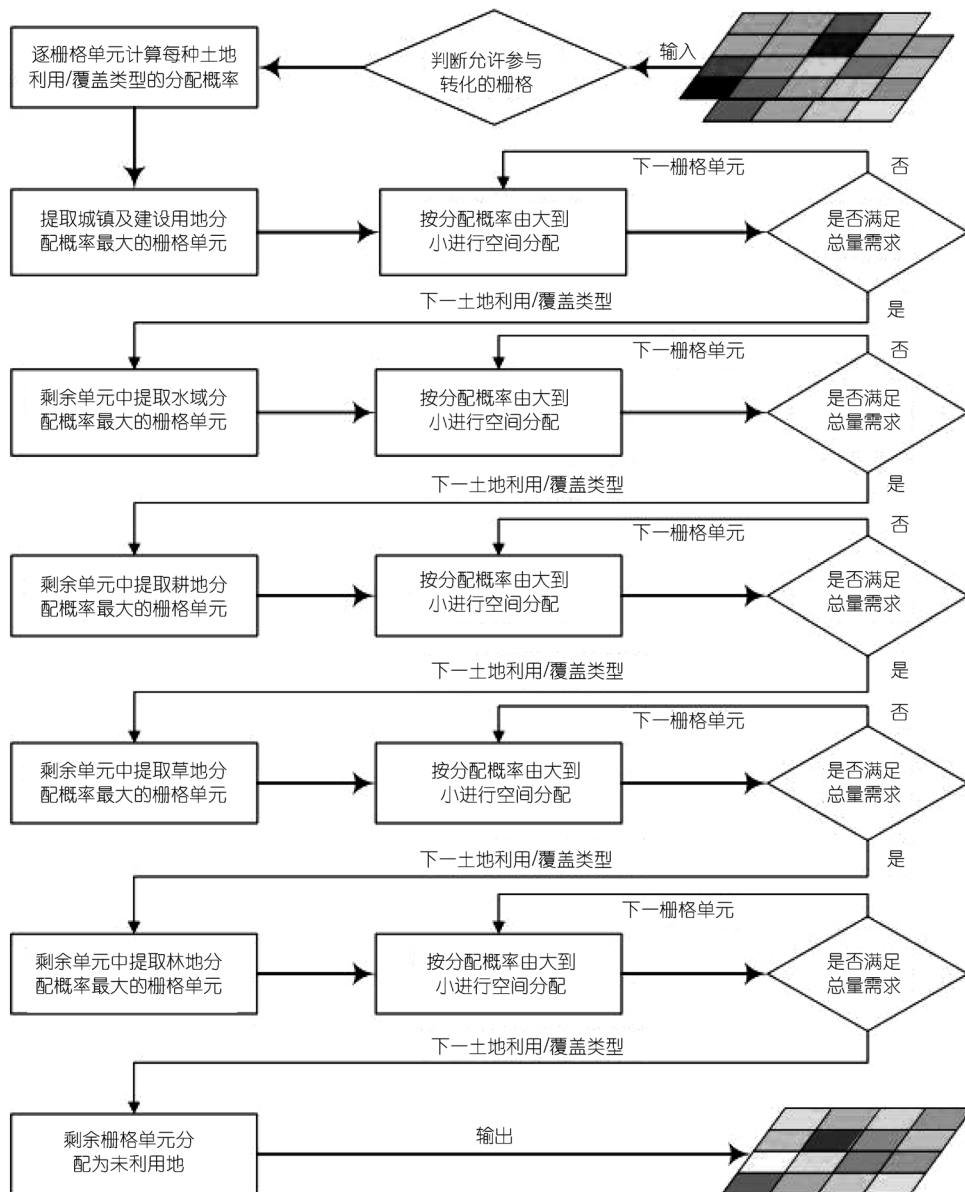 逐栅格单元计算每种土地
利用/覆盖类型的分配概率
判断允许参与
转化的栅格
输入
下一栅格单元
否
提取城镇及建设用地分
配概率最大的栅格单元
按分配概率由大到
小进行空间分配
是否满足
总量需求
下一土地利用/覆盖类型
是
下一栅格单元
否
剩余单元中提取水域分
配概率最大的栅格单元
按分配概率由大到
小进行空间分配
是否满足
总量需求
下一土地利用/覆盖类型
是
下一栅格单元
否
剩余单元中提取耕地分
配概率最大的栅格单元
按分配概率由大到
小进行空间分配
是否满足
总量需求
下一土地利用/覆盖类型
是
下一栅格单元
否
剩余单元中提取草地分
配概率最大的栅格单元
按分配概率由大到
小进行空间分配
是否满足
总量需求
下一土地利用/覆盖类型
是
下一栅格单元
剩余单元中提取林地分
配概率最大的栅格单元
按分配概率由大到
小进行空间分配
是否满足
总量需求
下一土地利用/覆盖类型
剩余栅格单元分
配为未利用地
输出